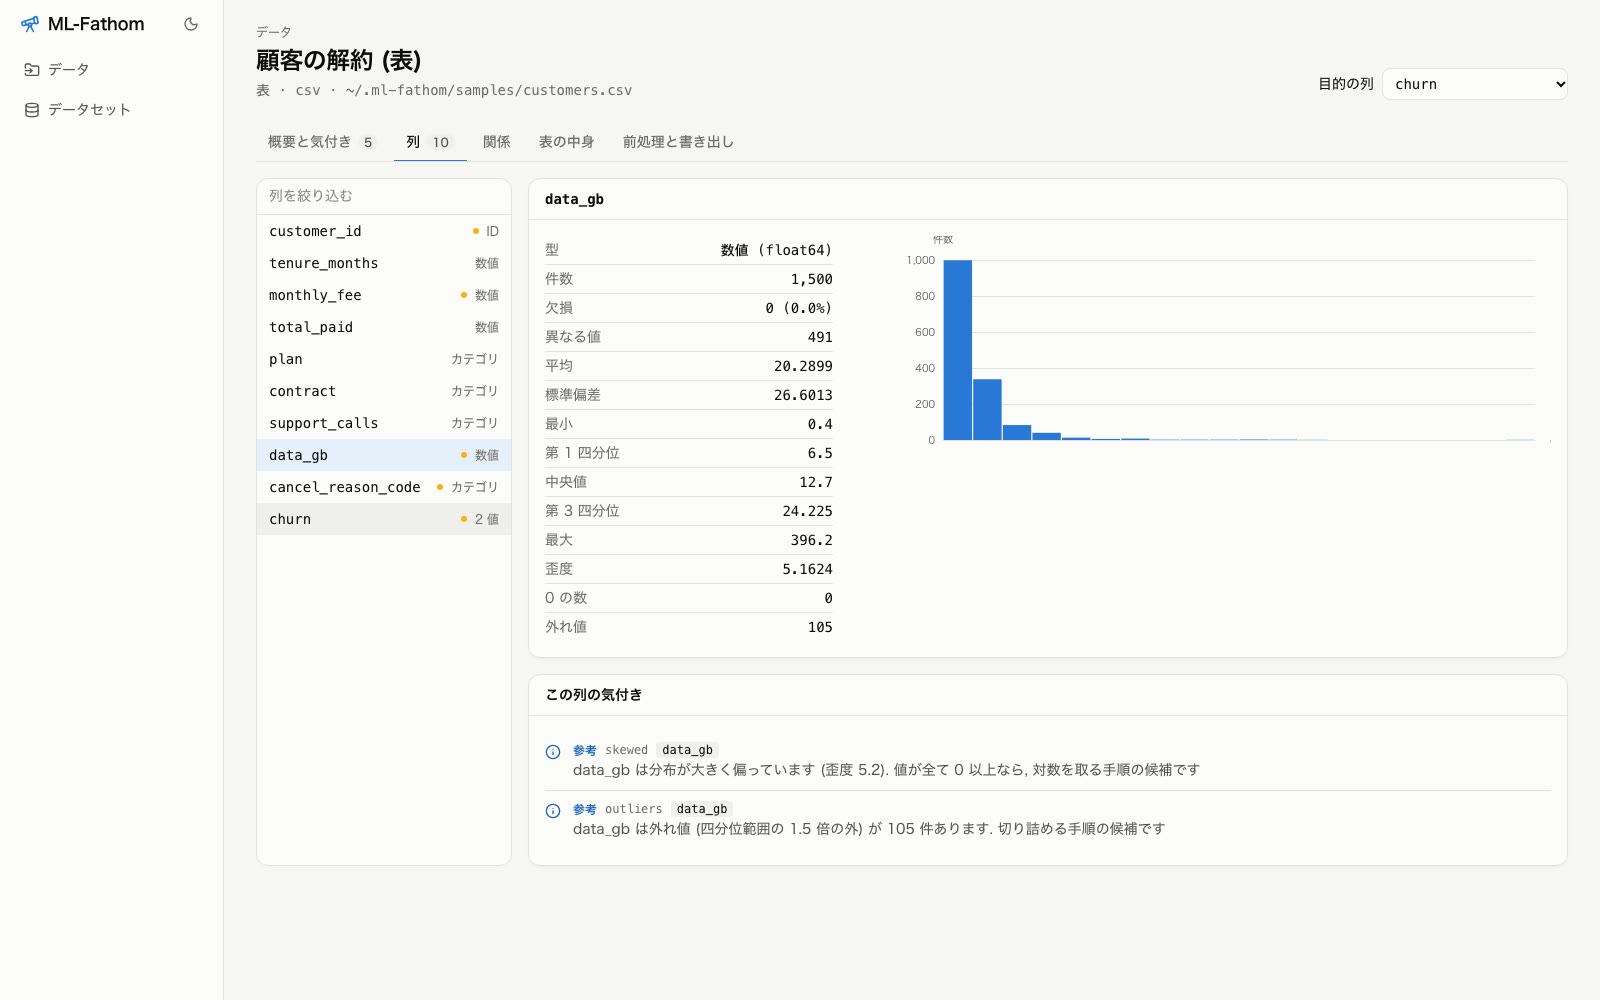 ML-Fathom
データ
データセット
データ
顧客の解約 (表)
表 · csv · ~/.ml-fathom/samples/customers.csv
目的の列 churn
概要と気付き 5 列 10 関係 表の中身 前処理と書き出し
列を絞り込む
customer_id ID
tenure_months 数値
monthly_fee 数値
total_paid 数値
plan カテゴリ
contract カテゴリ
support_calls カテゴリ
data_gb 数値
cancel_reason_code カテゴリ
churn 2 値
data_gb
型 数値 (float64)
件数 1,500
欠損 0 (0.0%)
異なる値 491
平均 20.2899
標準偏差 26.6013
最小 0.4
第 1 四分位 6.5
中央値 12.7
第 3 四分位 24.225
最大 396.2
歪度 5.1624
0 の数 0
外れ値 105
件数
1,000
800
600
400
200
0
この列の気付き
参考 skewed data_gb
data_gb は分布が大きく偏っています (歪度 5.2). 値が全て 0 以上なら, 対数を取る手順の候補です
参考 outliers data_gb
data_gb は外れ値 (四分位範囲の 1.5 倍の外) が 105 件あります. 切り詰める手順の候補です